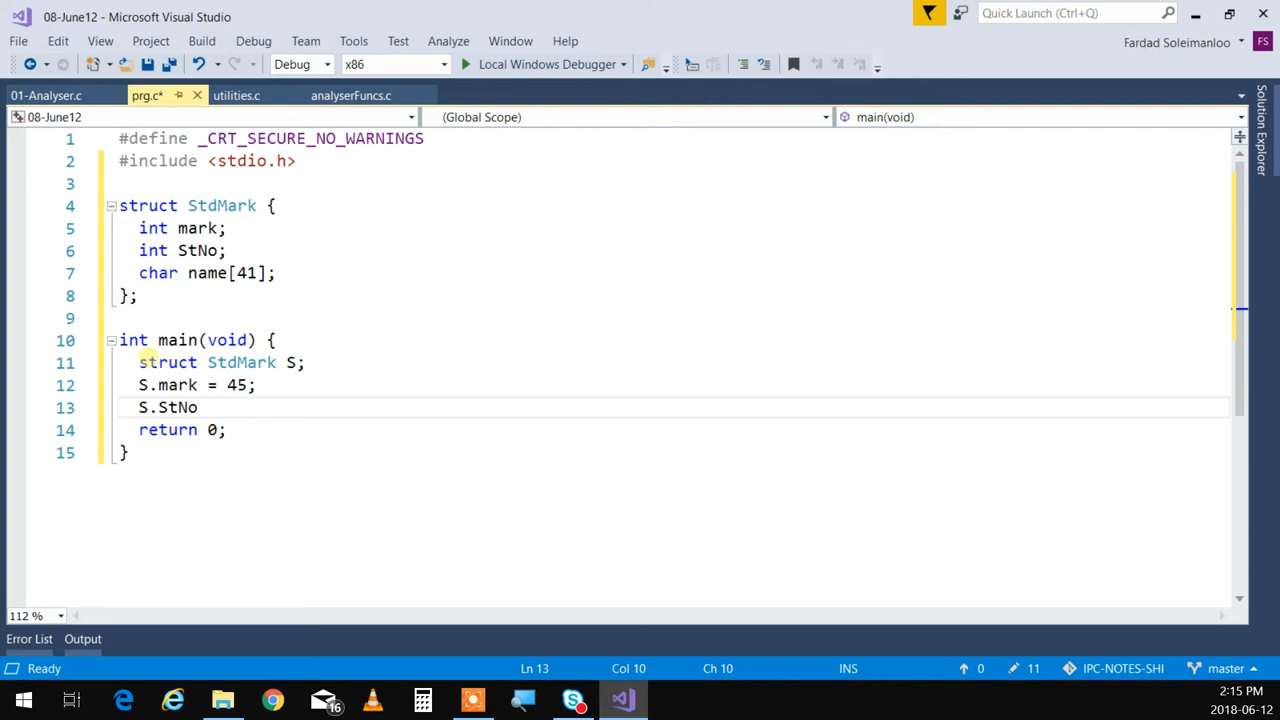 08-June12 - Microsoft Visual Studio
Quick Launch (Ctrl+Q)
File Edit View Project Build Debug Team Tools Test Analyze Window Help
Fardad Soleimanloo FS
Debug x86 Local Windows Debugger
01-Analyser.c prg.c* utilities.c analyserFuncs.c
08-June12 (Global Scope) main(void)
Solution Explorer
1 #define _CRT_SECURE_NO_WARNINGS
2 #include <stdio.h>
3
4 struct StdMark {
5 int mark;
6 int StNo;
7 char name[41];
8 };
9
10 int main(void) {
11 struct StdMark S;
12 S.mark = 45;
13 S.StNo
14 return 0;
15 }
112 %
Error List Output
Ready Ln 13 Col 10 Ch 10 INS 0 11 IPC-NOTES-SHI master
16
2:15 PM
2018-06-12